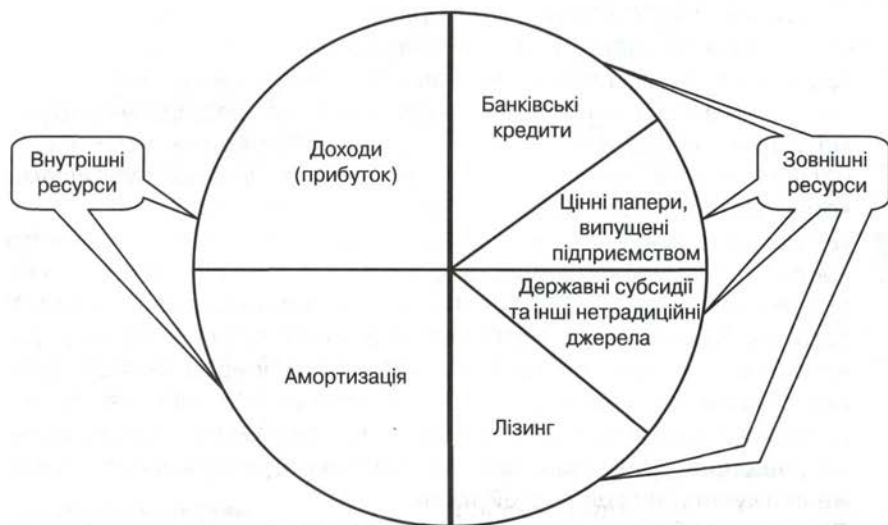 Внутрішні
ресурси
Доходи
(прибуток)
Амортизація
Банківські
кредити
Цінні папери,
випущені
підприємством
Державні субсидії
та інші нетрадиційні
джерела
Лізинг
Зовнішні
ресурси